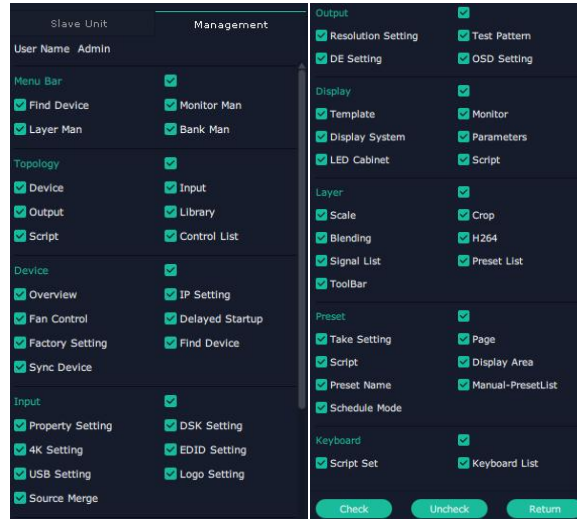 Slave Unit Management
User Name Admin
Menu Bar
Find Device Monitor Man
Layer Man Bank Man
Topology
Device Input
Output Library
Script Control List
Device
Overview IP Setting
Fan Control Delayed Startup
Factory Setting Find Device
Sync Device
Input
Property Setting DSK Setting
4K Setting EDID Setting
USB Setting Logo Setting
Source Merge
Output
Resolution Setting Test Pattern
DE Setting OSD Setting
Display
Template Monitor
Display System Parameters
LED Cabinet Script
Layer
Scale Crop
Blending H264
Signal List Preset List
ToolBar
Preset
Take Setting Page
Script Display Area
Preset Name Manual-PresetList
Schedule Mode
Keyboard
Script Set Keyboard List
Check Uncheck Return